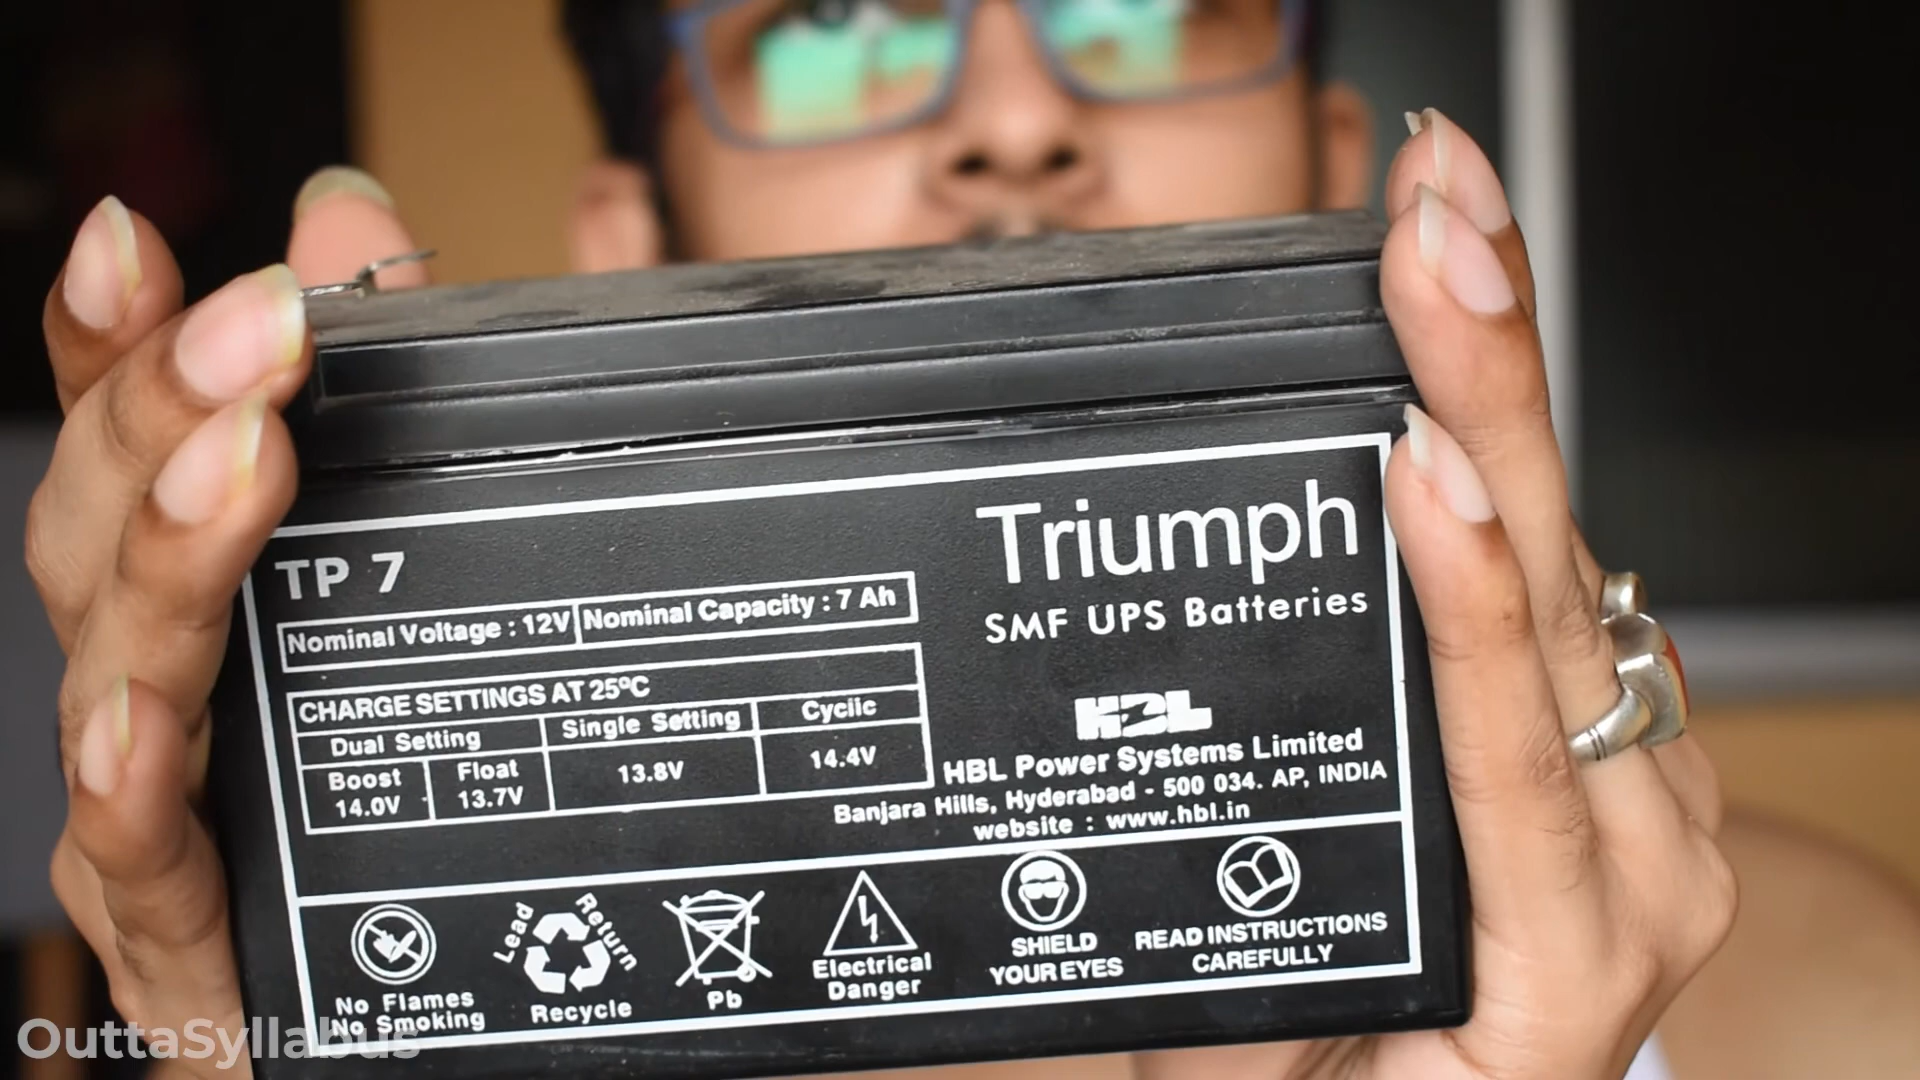 TP 7
Nominal Voltage : 12V Nominal Capacity : 7 Ah
CHARGE SETTINGS AT 25ºC
Dual Setting Single Setting Cyclic
Boost Float
14.0V 13.7V 13.8V 14.4V
Triumph
SMF UPS Batteries
HBL
HBL Power Systems Limited
Banjara Hills, Hyderabad - 500 034. AP, INDIA
website : www.hbl.in
No Flames
No Smoking
Lead Return
Recycle
Pb
Electrical
Danger
SHIELD
YOUR EYES
READ INSTRUCTIONS
CAREFULLY
OuttaSyllabus